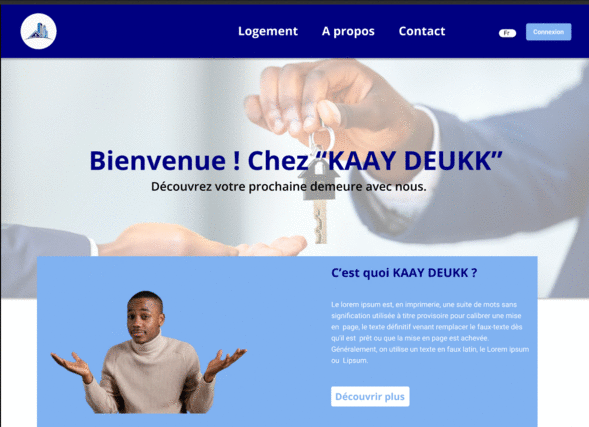 Logement A propos Contact Fr Connexion
Bienvenue ! Chez “KAAY DEUKK”
Découvrez votre prochaine demeure avec nous.
C’est quoi KAAY DEUKK ?
Le lorem ipsum est, en imprimerie, une suite de mots sans
signification utilisée à titre provisoire pour calibrer une mise
en page, le texte définitif venant remplacer le faux-texte dès
qu'il est prêt ou que la mise en page est achevée.
Généralement, on utilise un texte en faux latin, le Lorem ipsum
ou Lipsum.
Découvrir plus